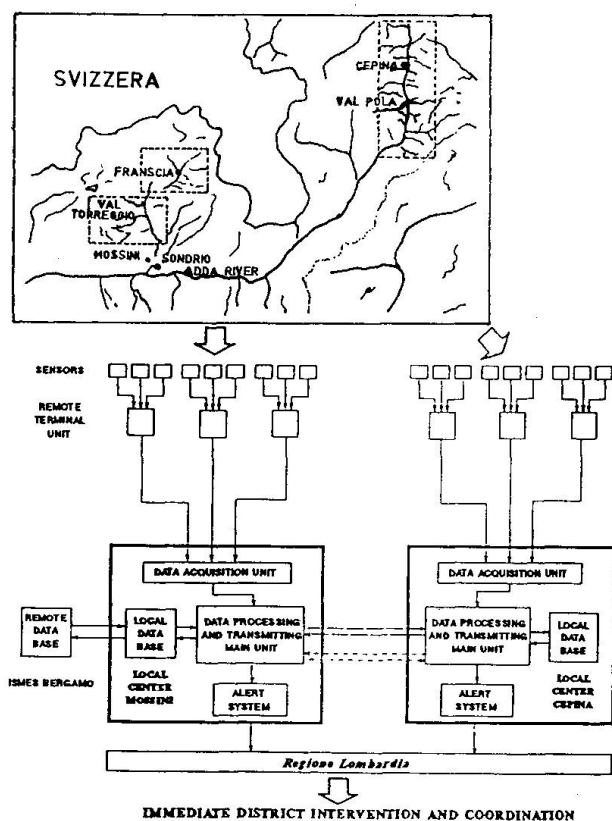 CEPINA
SVIZZERA
VAL POLA
FRANSCIA
VAL
TORREGGIO
MOSSINI
SONDRIO
ADDA RIVER
SENSORS
REMOTE
TERMINAL
UNIT
DATA ACQUISITION UNIT
DATA ACQUISITION UNIT
REMOTE
DATA
BASE
LOCAL
DATA
BASE
DATA PROCESSING
AND TRANSMITTING
MAIN UNIT
DATA PROCESSING
AND TRANSMITTING
MAIN UNIT
LOCAL
DATA
BASE
ISMES BERGAMO
LOCAL
CENTER
MOSSINI
ALERT
SYSTEM
ALERT
SYSTEM
LOCAL
CENTER
CEPINA
Regione Lombardia
IMMEDIATE DISTRICT INTERVENTION AND COORDINATION